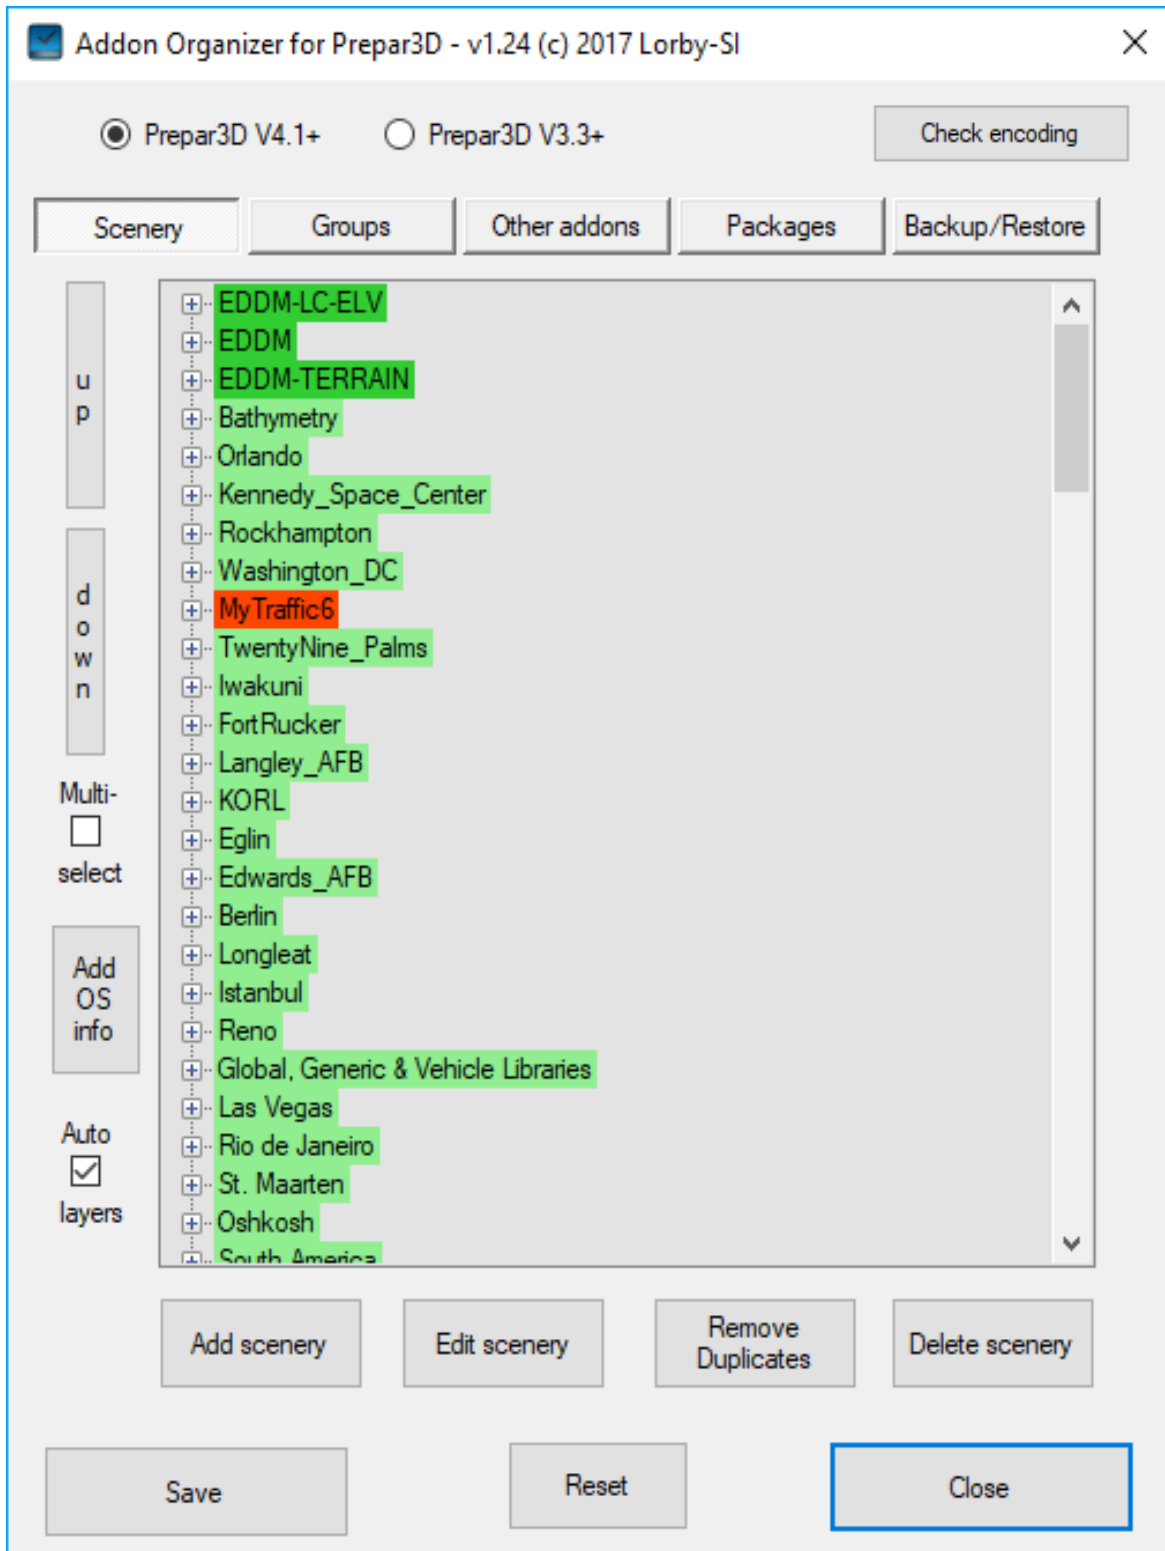 Addon Organizer for Prepar3D - v1.24 (c) 2017 Lorby-SI
Prepar3D V4.1+ Prepar3D V3.3+ Check encoding
Scenery Groups Other addons Packages Backup/Restore
up
down
Multi-
select
Add
OS
info
Auto
layers
EDDM-LC-ELV
EDDM
EDDM-TERRAIN
Bathymetry
Orlando
Kennedy_Space_Center
Rockhampton
Washington_DC
MyTraffic6
TwentyNine_Palms
Iwakuni
FortRucker
Langley_AFB
KORL
Eglin
Edwards_AFB
Berlin
Longleat
Istanbul
Reno
Global, Generic & Vehicle Libraries
Las Vegas
Rio de Janeiro
St. Maarten
Oshkosh
South America
Add scenery Edit scenery Remove Duplicates Delete scenery
Save Reset Close